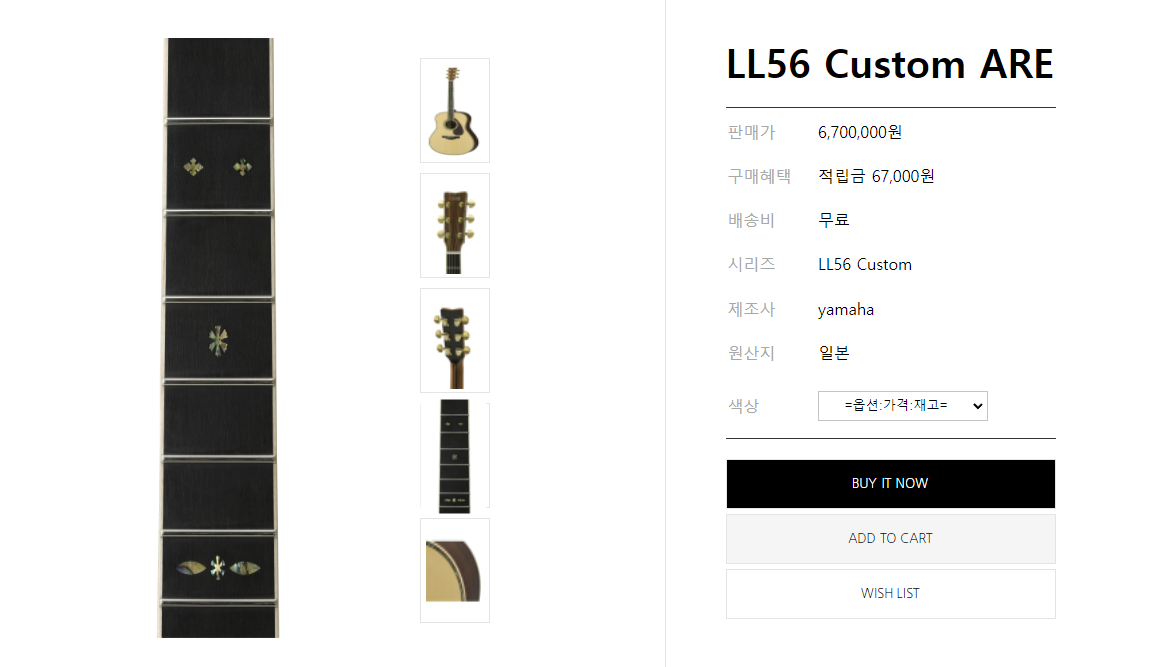 LL56 Custom ARE
판매가 6,700,000원
구매혜택 적립금 67,000원
배송비 무료
시리즈 LL56 Custom
제조사 yamaha
원산지 일본
색상 =옵션:가격:재고=
BUY IT NOW
ADD TO CART
WISH LIST